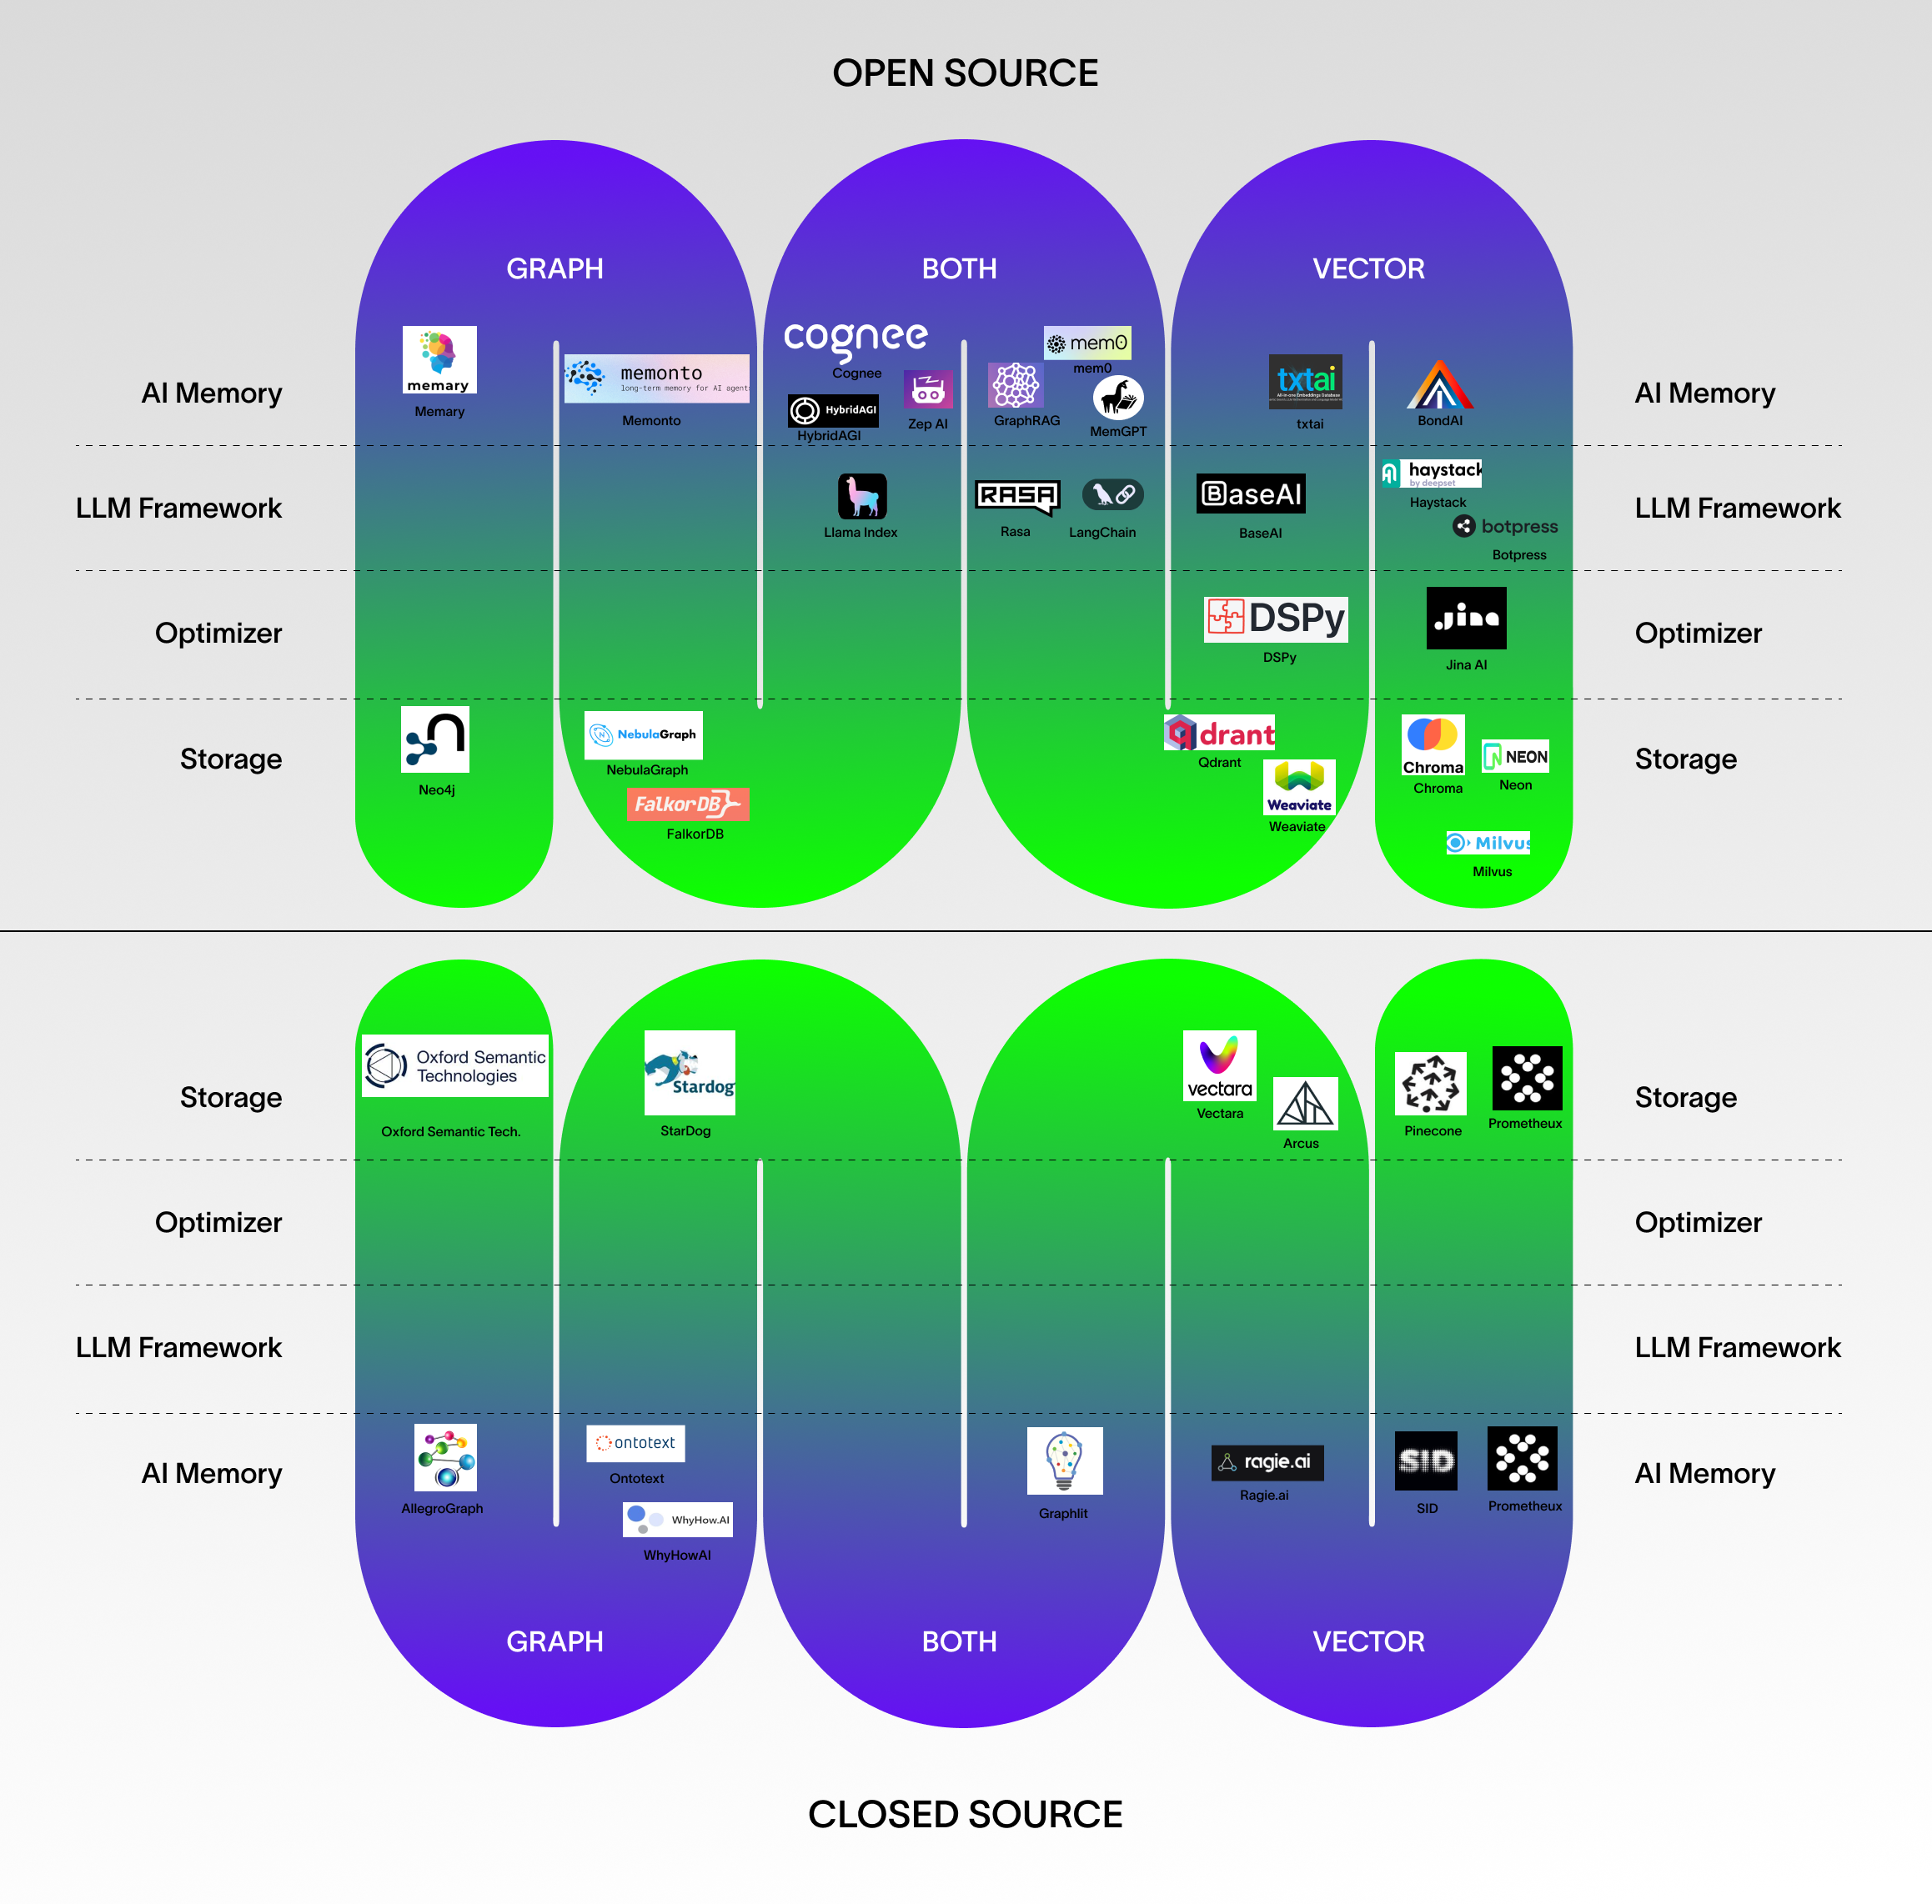 OPEN SOURCE
GRAPH
BOTH
VECTOR
AI Memory
memary
Memary
memonto
long-term memory for AI agents
Memonto
cognee
Cognee
HybridAGI
HybridAGI
Zep AI
mem0
mem0
GraphRAG
MemGPT
txtai
txtai
BondAI
AI Memory
LLM Framework
Llama Index
RASA
Rasa
LangChain
BaseAI
BaseAI
haystack
by deepset
Haystack
botpress
Botpress
LLM Framework
Optimizer
DSPy
DSPy
Jina
Jina AI
Optimizer
Storage
Neo4j
NebulaGraph
NebulaGraph
FalkorDB
FalkorDB
qdrant
Qdrant
Weaviate
Weaviate
Chroma
Chroma
NEON
Neon
Milvus
Milvus
Storage
Storage
Oxford Semantic
Technologies
Oxford Semantic Tech.
Stardog
StarDog
vectara
Vectara
Arcus
Pinecone
Prometheux
Storage
Optimizer
Optimizer
LLM Framework
LLM Framework
AI Memory
AllegroGraph
ontotext
Ontotext
WhyHow.AI
WhyHowAI
Graphlit
ragie.ai
Ragie.ai
SID
SID
Prometheux
AI Memory
GRAPH
BOTH
VECTOR
CLOSED SOURCE